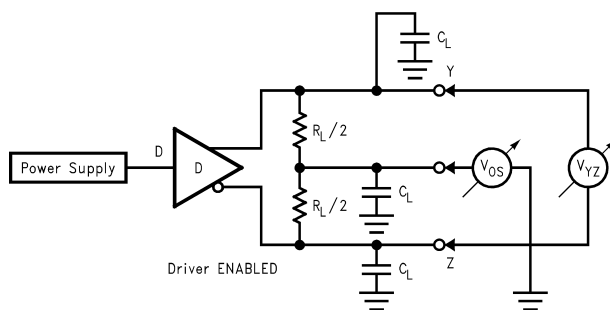 C_L
Y
D
R_L/2
Power Supply
D
V_OS
V_YZ
C_L
R_L/2
Driver ENABLED
C_L
Z